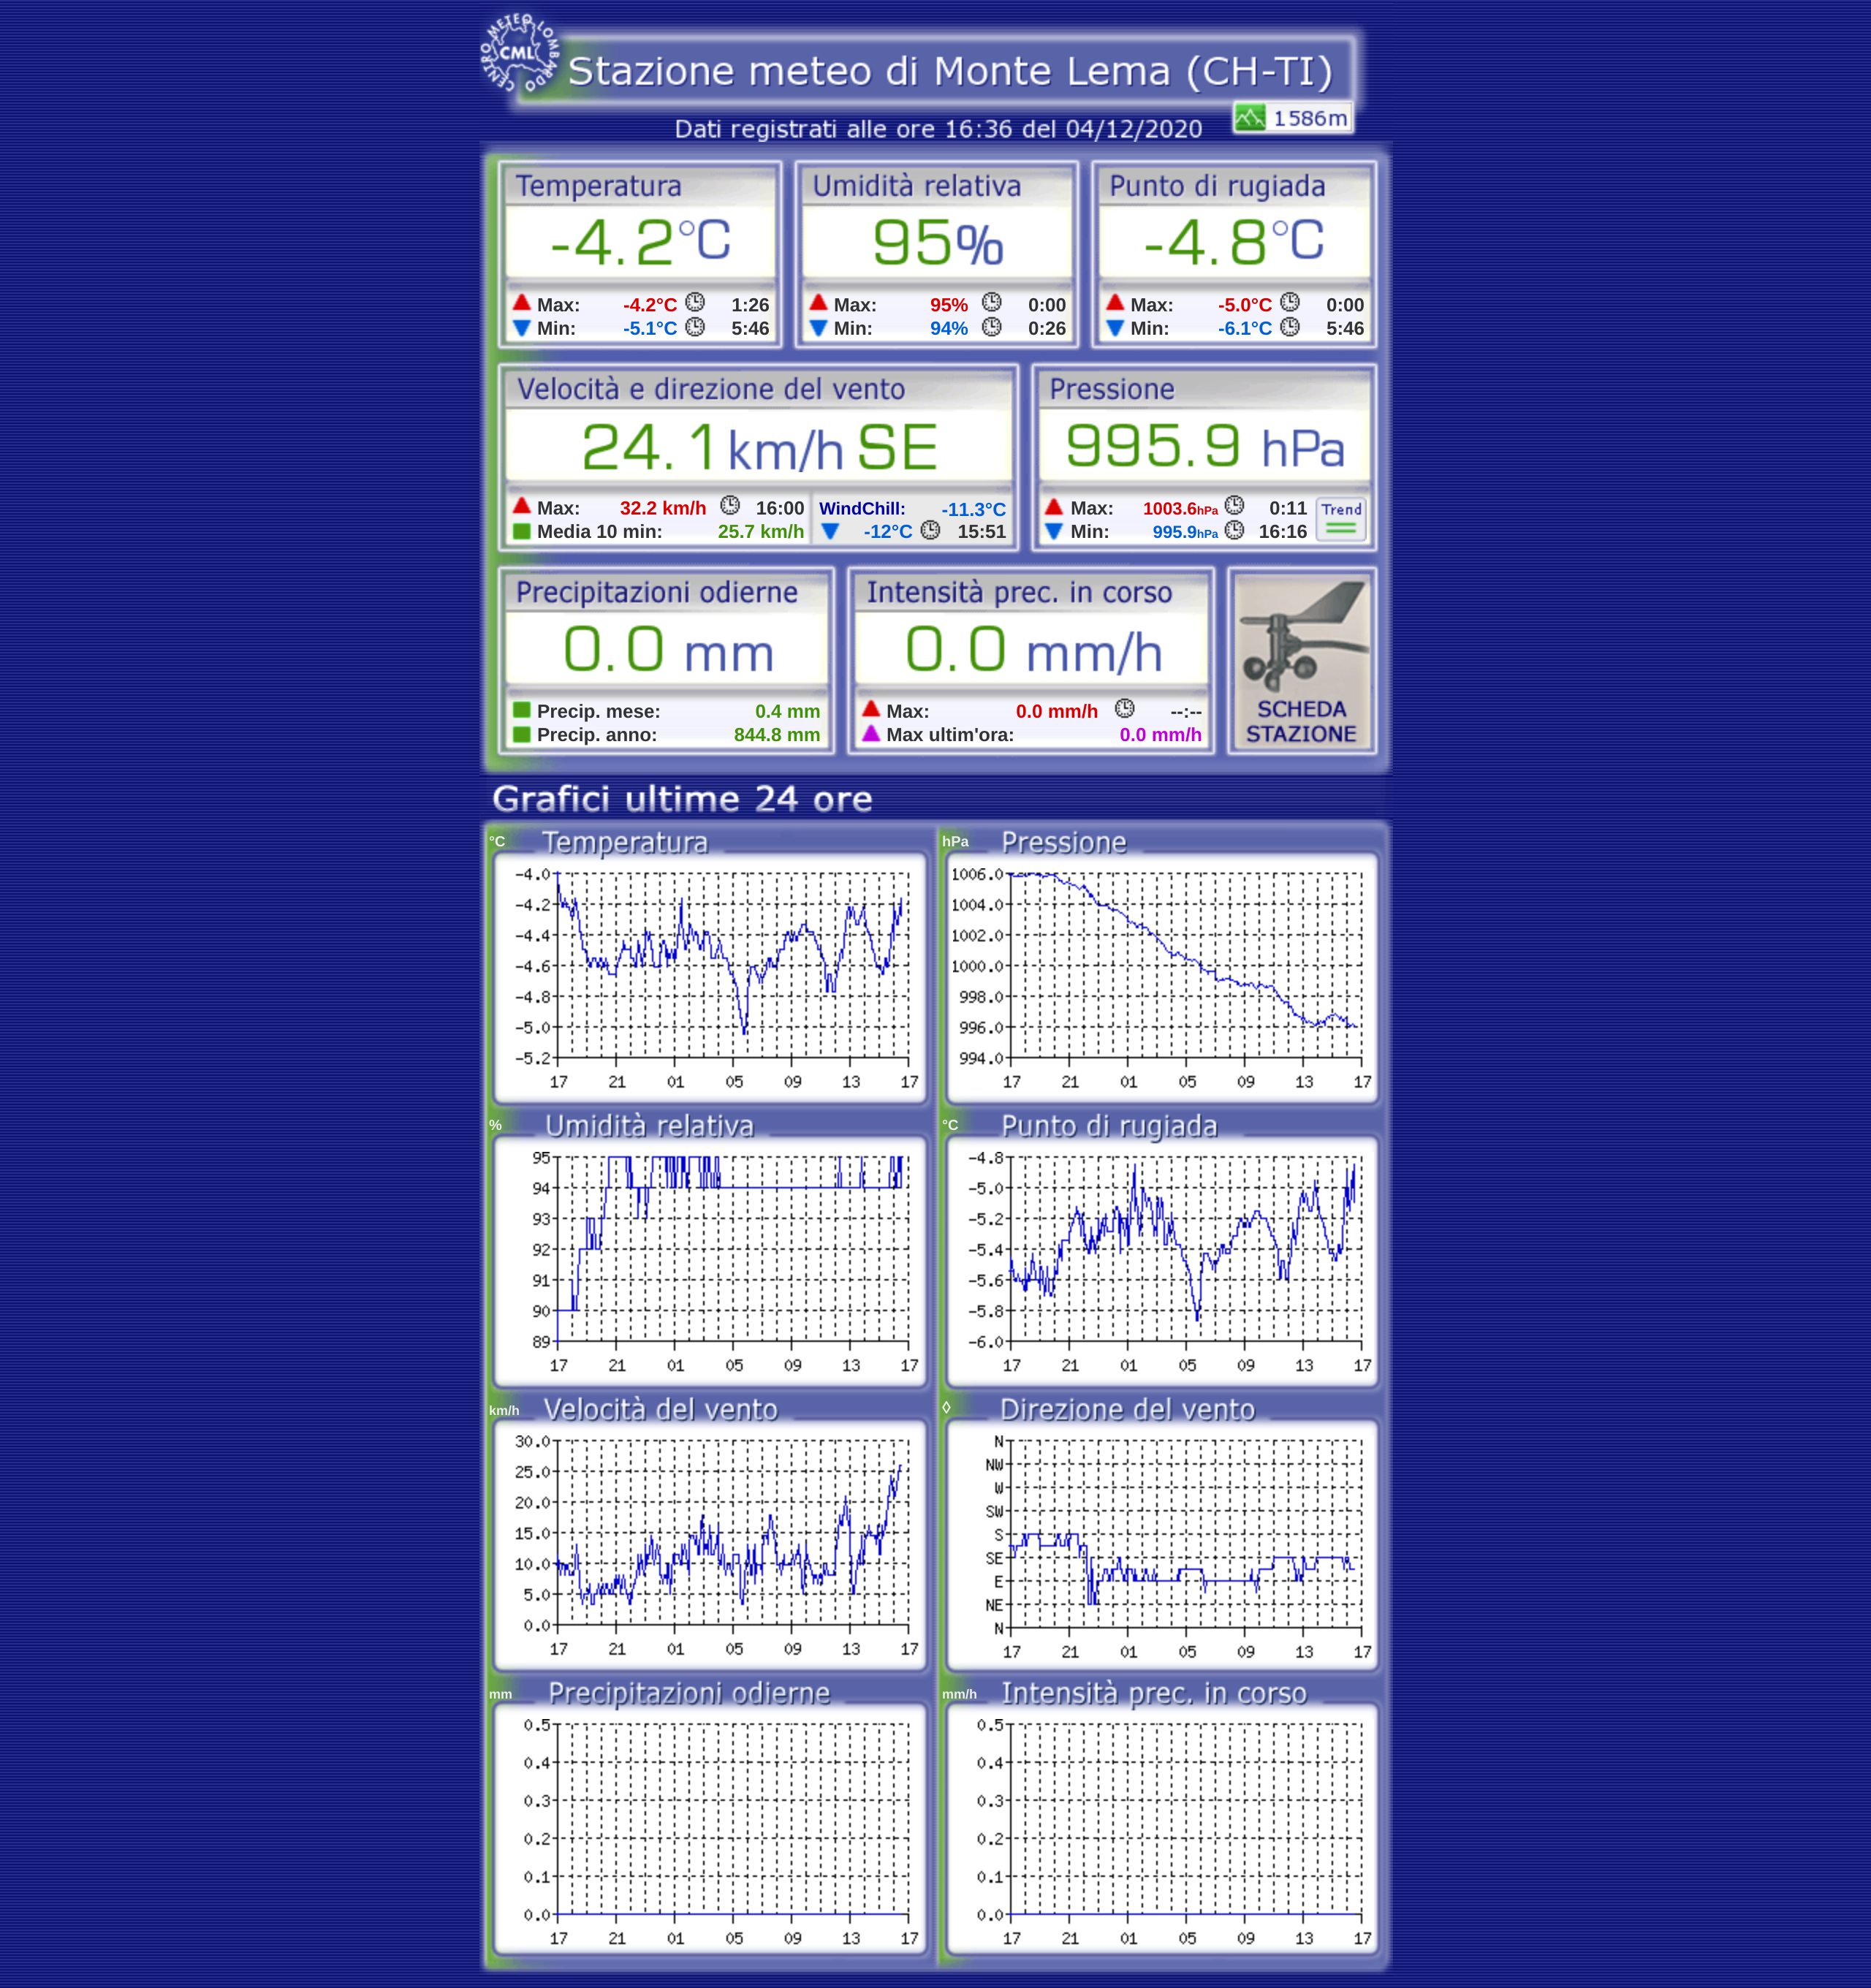 CENTRO METEO LOMBARDO
CML
Stazione meteo di Monte Lema (CH-TI)
1586m
Dati registrati alle ore 16:36 del 04/12/2020
Temperatura
-4.2°C
Max: -4.2°C 1:26
Min: -5.1°C 5:46
Umidità relativa
95%
Max: 95% 0:00
Min: 94% 0:26
Punto di rugiada
-4.8°C
Max: -5.0°C 0:00
Min: -6.1°C 5:46
Velocità e direzione del vento
24.1 km/h SE
Max: 32.2 km/h 16:00
Media 10 min: 25.7 km/h
WindChill: -11.3°C
-12°C 15:51
Pressione
995.9 hPa
Max: 1003.6hPa 0:11
Min: 995.9hPa 16:16
Trend
Precipitazioni odierne
0.0 mm
Precip. mese: 0.4 mm
Precip. anno: 844.8 mm
Intensità prec. in corso
0.0 mm/h
Max: 0.0 mm/h --:--
Max ultim'ora: 0.0 mm/h
SCHEDA
STAZIONE
Grafici ultime 24 ore
°C Temperatura
-4.0
-4.2
-4.4
-4.6
-4.8
-5.0
-5.2
17 21 01 05 09 13 17
hPa Pressione
1006.0
1004.0
1002.0
1000.0
998.0
996.0
994.0
17 21 01 05 09 13 17
% Umidità relativa
95
94
93
92
91
90
89
17 21 01 05 09 13 17
°C Punto di rugiada
-4.8
-5.0
-5.2
-5.4
-5.6
-5.8
-6.0
17 21 01 05 09 13 17
km/h Velocità del vento
30.0
25.0
20.0
15.0
10.0
5.0
0.0
17 21 01 05 09 13 17
◊ Direzione del vento
N
NW
W
SW
S
SE
E
NE
N
17 21 01 05 09 13 17
mm Precipitazioni odierne
0.5
0.4
0.3
0.2
0.1
0.0
17 21 01 05 09 13 17
mm/h Intensità prec. in corso
0.5
0.4
0.3
0.2
0.1
0.0
17 21 01 05 09 13 17